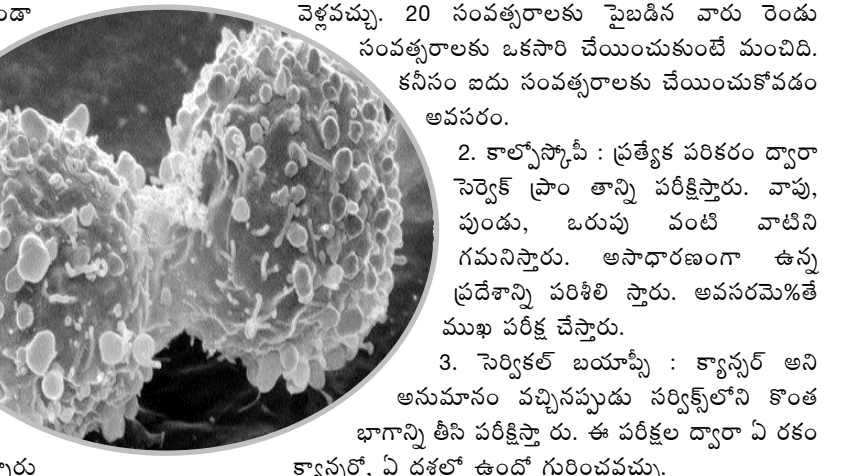 ండా
వెళ్లవచ్చు. 20 సంవత్సరాలకు పైబడిన వారు రెండు
సంవత్సరాలకు ఒకసారి చేయించుకుంటే మంచిది.
కనీసం ఐదు సంవత్సరాలకు చేయించుకోవడం
అవసరం.
2. కాల్పోస్కోపీ : ప్రత్యేక పరికరం ద్వారా
సెర్వెక్ ప్రాం తాన్ని పరీక్షిస్తారు. వాపు,
పుండు, ఒరుపు వంటి వాటిని
గమనిస్తారు. అసాధారణంగా ఉన్న
ప్రదేశాన్ని పరిశీలి స్తారు. అవసరమె%తే
ముఖ పరీక్ష చేస్తారు.
3. సెర్వికల్ బయాప్సీ : క్యాన్సర్ అని
అనుమానం వచ్చినప్పుడు సర్విక్స్‌లోని కొంత
భాగాన్ని తీసి పరీక్షిస్తా రు. ఈ పరీక్షల ద్వారా ఏ రకం
క్యాన్సరో, ఏ దశలో ఉందో గుర్తించవచ్చు.